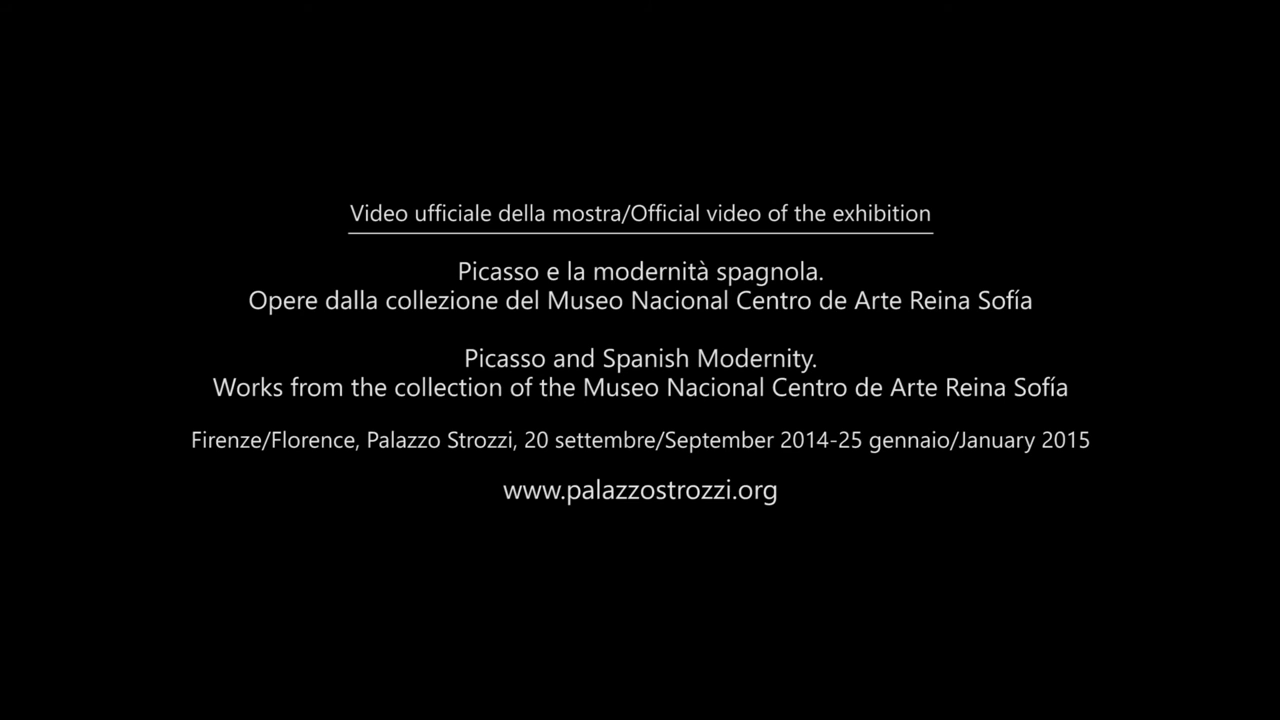 Video ufficiale della mostra/Official video of the exhibition
Picasso e la modernità spagnola.
Opere dalla collezione del Museo Nacional Centro de Arte Reina Sofía
Picasso and Spanish Modernity.
Works from the collection of the Museo Nacional Centro de Arte Reina Sofía
Firenze/Florence, Palazzo Strozzi, 20 settembre/September 2014-25 gennaio/January 2015
www.palazzostrozzi.org